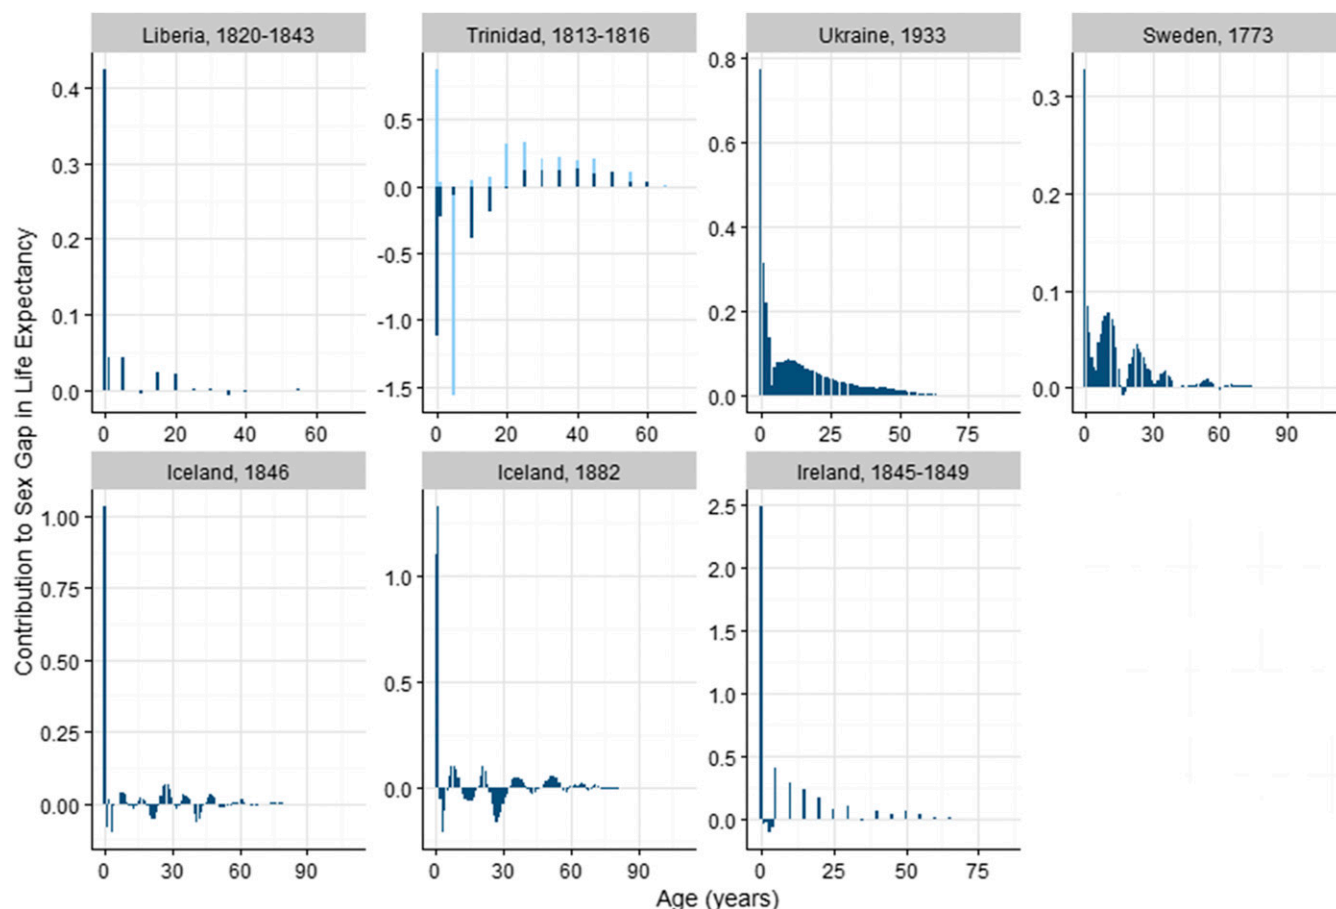 Liberia, 1820-1843
Trinidad, 1813-1816
Ukraine, 1933
Sweden, 1773
Contribution to Sex Gap in Life Expectancy
0.4
0.3
0.2
0.1
0.0
0 20 40 60
0.5
0.0
-0.5
-1.0
-1.5
0 20 40 60
0.8
0.6
0.4
0.2
0.0
0 25 50 75
0.3
0.2
0.1
0.0
0 30 60 90
Iceland, 1846
Iceland, 1882
Ireland, 1845-1849
1.00
0.75
0.50
0.25
0.00
0 30 60 90
1.0
0.5
0.0
0 30 60 90
2.5
2.0
1.5
1.0
0.5
0.0
0 25 50 75
Age (years)